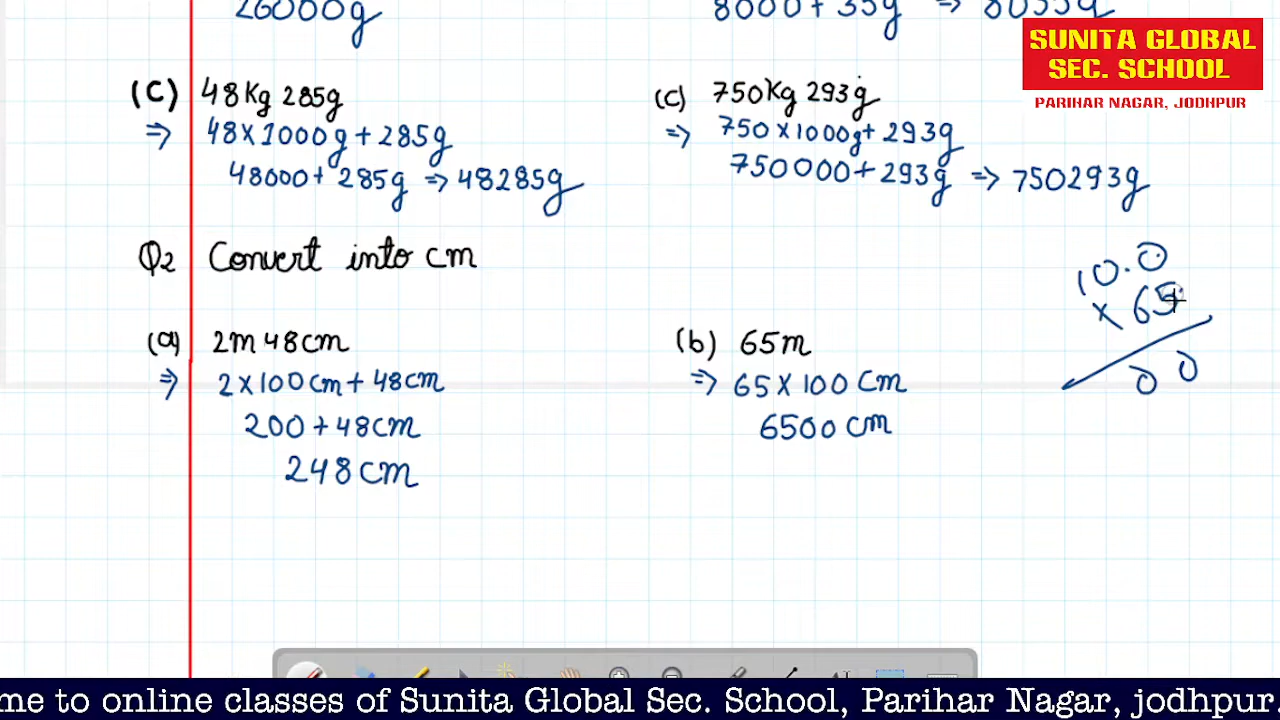 26000g
8000+ 35g => 8035g
SUNITA GLOBAL
SEC. SCHOOL
PARIHAR NAGAR, JODHPUR
(C) 48Kg 285g
=> 48×1000g+285g
48000+ 285g => 48285g
(c) 750Kg 293g
=> 750×1000g+ 293g
750000+ 293g => 750293g
Q2 Convert into cm
(a) 2m 48cm
=> 2×100cm+ 48cm
200+48cm
248cm
(b) 65m
=> 65×100 cm
6500 cm
10.0
× 65
00
me to online classes of Sunita Global Sec. School, Parihar Nagar, jodhpur.